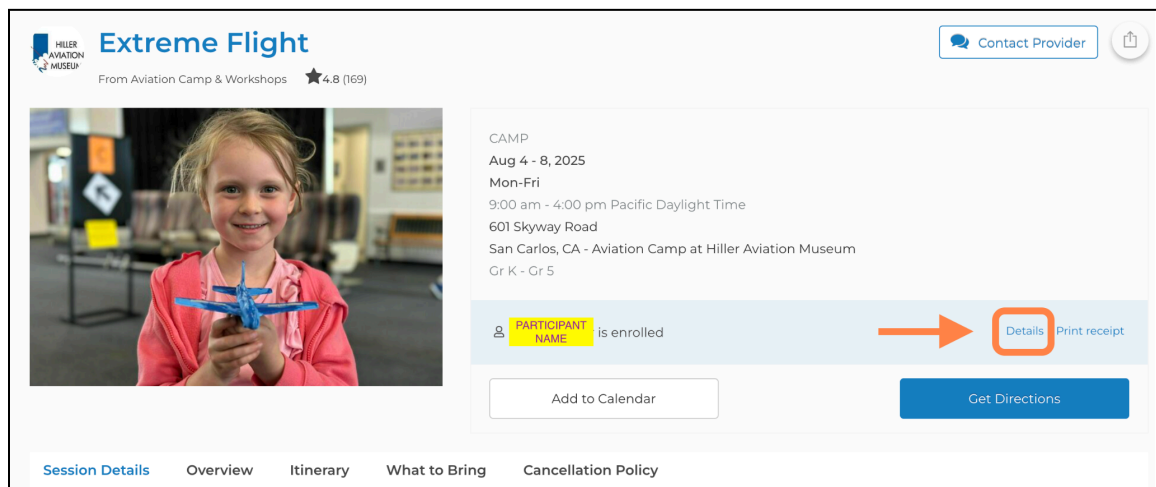 HILLER
AVIATION
MUSEUM
Extreme Flight
From Aviation Camp & Workshops ★4.8 (169)
Contact Provider
CAMP
Aug 4 - 8, 2025
Mon-Fri
9:00 am - 4:00 pm Pacific Daylight Time
601 Skyway Road
San Carlos, CA - Aviation Camp at Hiller Aviation Museum
Gr K - Gr 5
PARTICIPANT
NAME
is enrolled
Details Print receipt
Add to Calendar
Get Directions
Session Details Overview Itinerary What to Bring Cancellation Policy